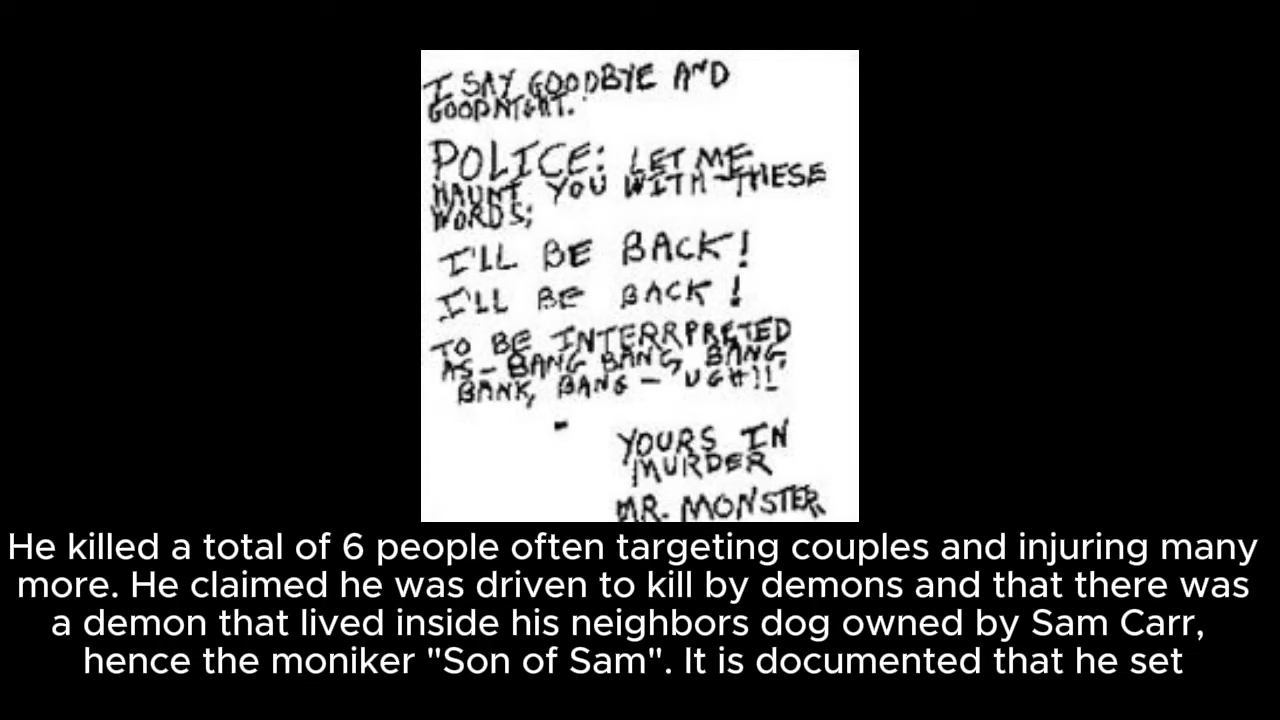 I SAY GOODBYE AND
GOODNIGHT.
POLICE: LET ME
HAUNT YOU WITH THESE
WORDS;
I'LL BE BACK!
I'LL BE BACK!
TO BE INTERRPRETED
AS - BANG BANG, BANG,
BANK, BANG - UGH!!
YOURS IN
MURDER
MR. MONSTER
He killed a total of 6 people often targeting couples and injuring many
more. He claimed he was driven to kill by demons and that there was
a demon that lived inside his neighbors dog owned by Sam Carr,
hence the moniker "Son of Sam". It is documented that he set